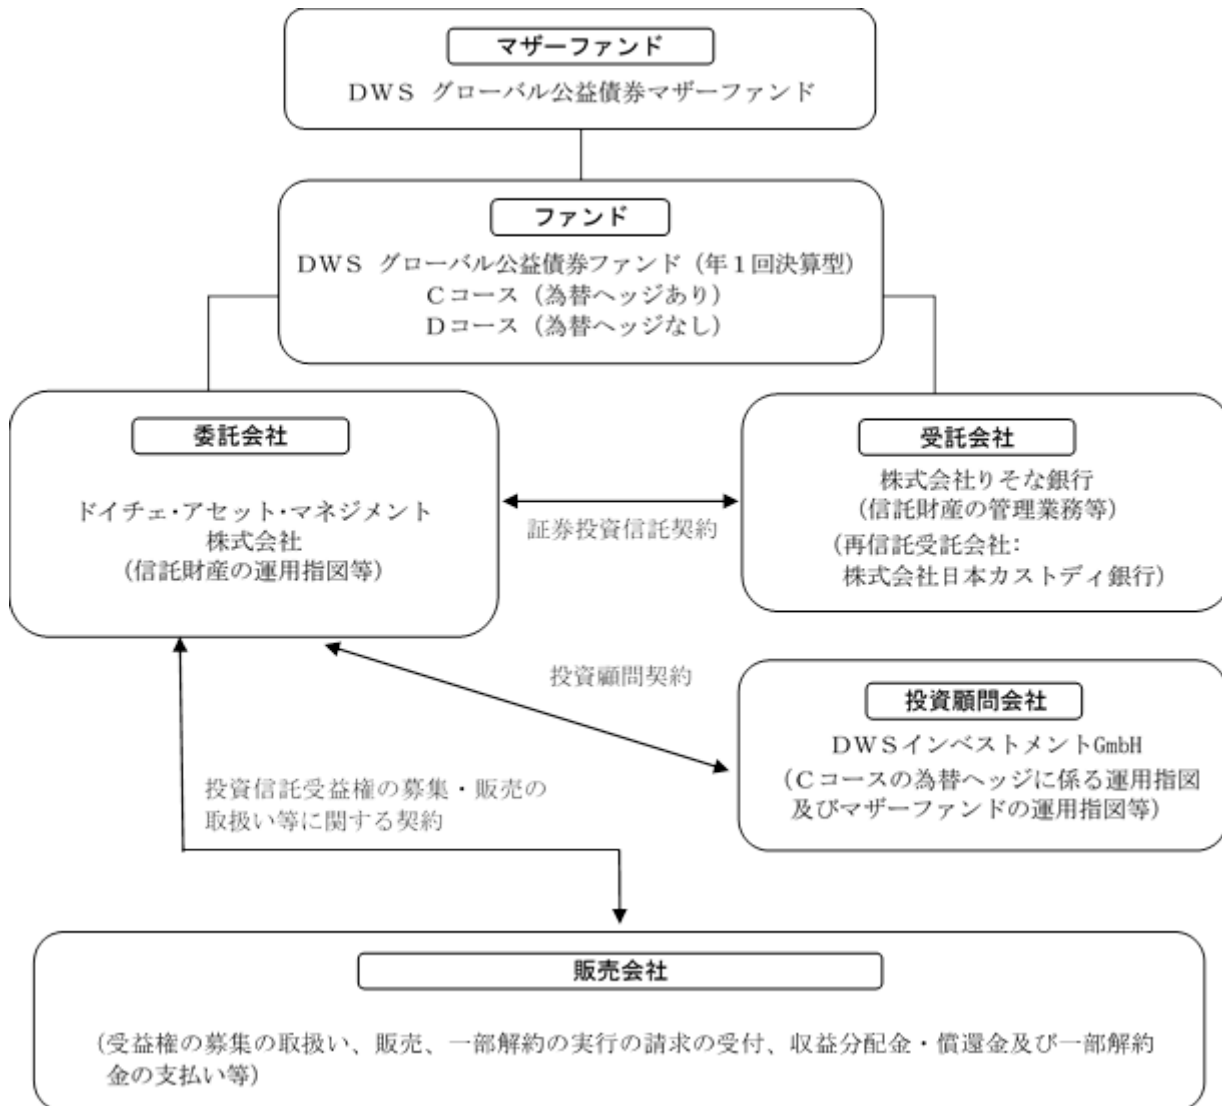 マザーファンド
DWS グローバル公益債券マザーファンド
ファンド
DWS グローバル公益債券ファンド（年１回決算型）
Cコース（為替ヘッジあり）
Dコース（為替ヘッジなし）
委託会社
ドイチェ・アセット・マネジメント
株式会社
(信託財産の運用指図等)
証券投資信託契約
受託会社
株式会社りそな銀行
(信託財産の管理業務等)
(再信託受託会社:
株式会社日本カストディ銀行)
投資顧問契約
投資顧問会社
DWSインベストメントGmbH
（Cコースの為替ヘッジに係る運用指図
及びマザーファンドの運用指図等）
投資信託受益権の募集・販売の
取扱い等に関する契約
販売会社
（受益権の募集の取扱い、販売、一部解約の実行の請求の受付、収益分配金・償還金及び一部解約
金の支払い等）